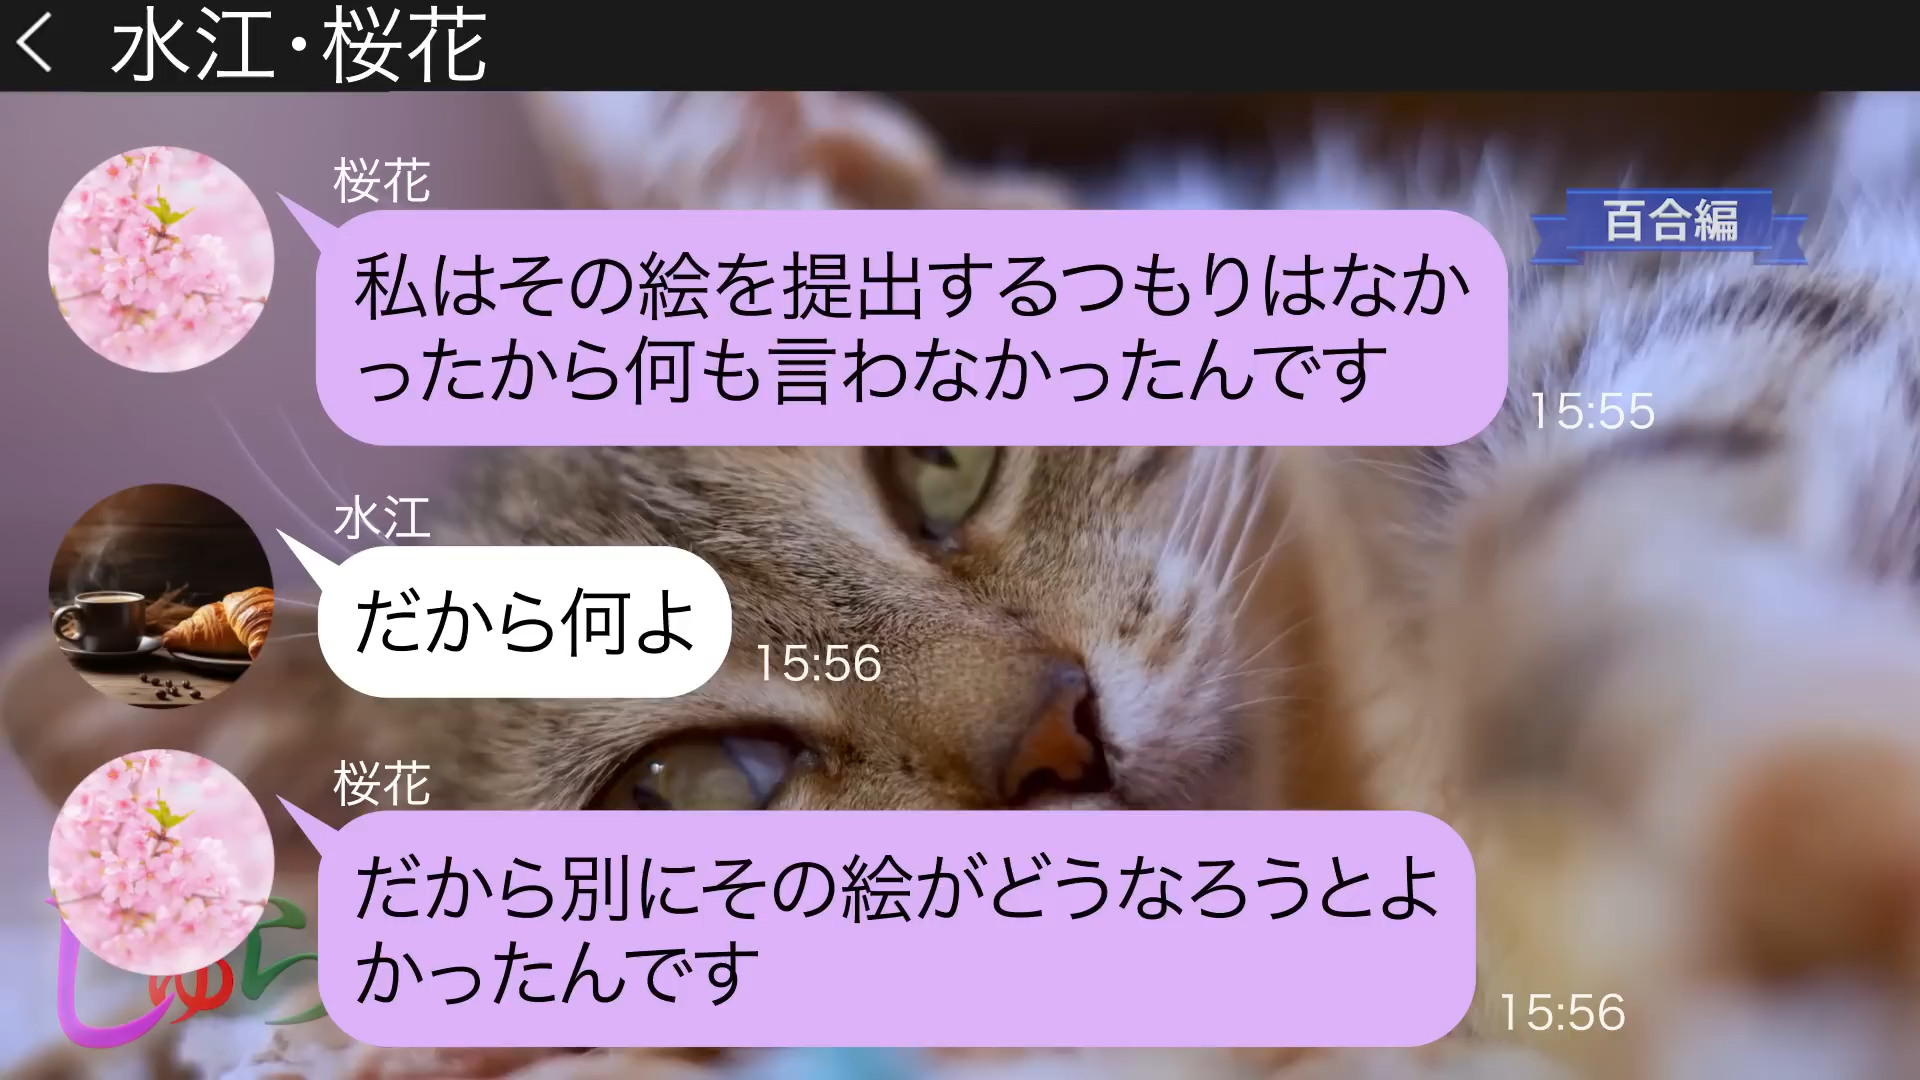 水江・桜花
桜花
百合編
私はその絵を提出するつもりはなか
ったから何も言わなかったんです
15:55
水江
だから何よ
15:56
桜花
だから別にその絵がどうなろうとよ
かったんです
15:56
しゅら